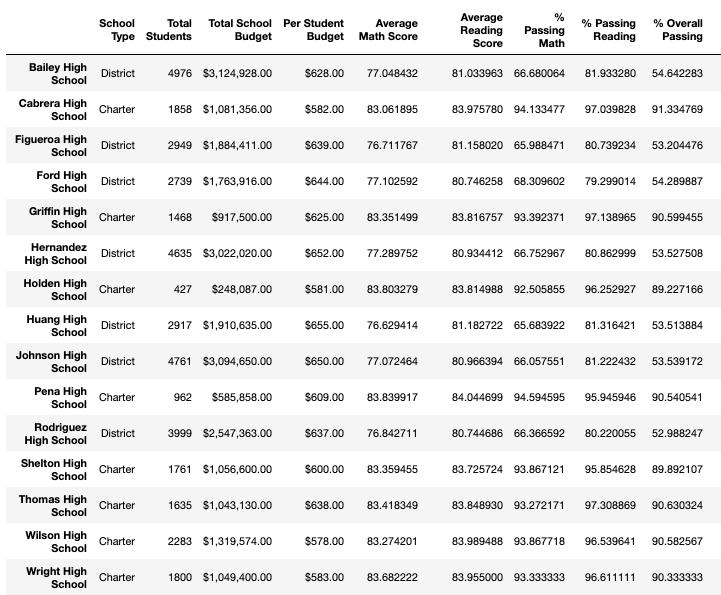 School Type Total Students Total School Budget Per Student Budget Average Math Score Average Reading Score % Passing Math % Passing Reading % Overall Passing
Bailey High School District 4976 $3,124,928.00 $628.00 77.048432 81.033963 66.680064 81.933280 54.642283
Cabrera High School Charter 1858 $1,081,356.00 $582.00 83.061895 83.975780 94.133477 97.039828 91.334769
Figueroa High School District 2949 $1,884,411.00 $639.00 76.711767 81.158020 65.988471 80.739234 53.204476
Ford High School District 2739 $1,763,916.00 $644.00 77.102592 80.746258 68.309602 79.299014 54.289887
Griffin High School Charter 1468 $917,500.00 $625.00 83.351499 83.816757 93.392371 97.138965 90.599455
Hernandez High School District 4635 $3,022,020.00 $652.00 77.289752 80.934412 66.752967 80.862999 53.527508
Holden High School Charter 427 $248,087.00 $581.00 83.803279 83.814988 92.505855 96.252927 89.227166
Huang High School District 2917 $1,910,635.00 $655.00 76.629414 81.182722 65.683922 81.316421 53.513884
Johnson High School District 4761 $3,094,650.00 $650.00 77.072464 80.966394 66.057551 81.222432 53.539172
Pena High School Charter 962 $585,858.00 $609.00 83.839917 84.044699 94.594595 95.945946 90.540541
Rodriguez High School District 3999 $2,547,363.00 $637.00 76.842711 80.744686 66.366592 80.220055 52.988247
Shelton High School Charter 1761 $1,056,600.00 $600.00 83.359455 83.725724 93.867121 95.854628 89.892107
Thomas High School Charter 1635 $1,043,130.00 $638.00 83.418349 83.848930 93.272171 97.308869 90.630324
Wilson High School Charter 2283 $1,319,574.00 $578.00 83.274201 83.989488 93.867718 96.539641 90.582567
Wright High School Charter 1800 $1,049,400.00 $583.00 83.682222 83.955000 93.333333 96.611111 90.333333